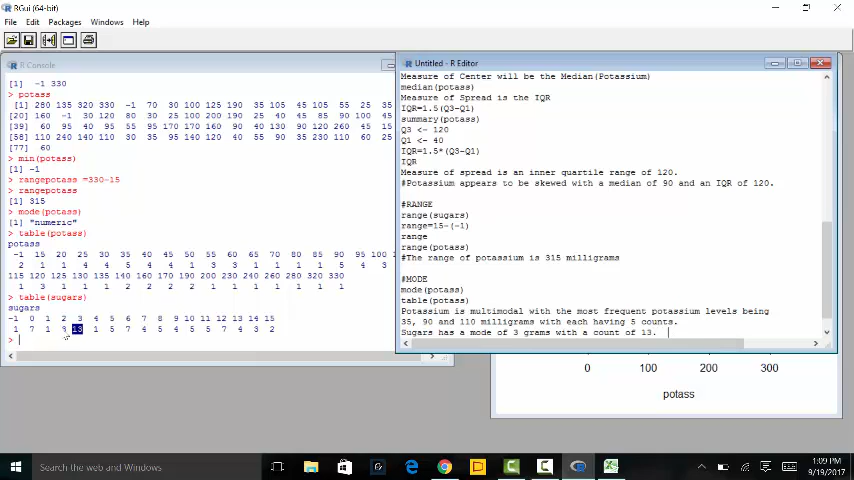 RGui (64-bit)
File Edit Packages Windows Help
R Console
[1] -1 330
> potass
[1] 280 135 320 330 -1 70 30 100 125 190 35 105 45 105 55 25 35
[20] 160 -1 30 120 80 30 25 100 190 25 40 45 85 90 100 45
[39] 60 95 40 95 55 95 170 170 160 90 40 130 90 120 260 45 15
[58] 110 240 140 110 30 35 95 140 120 40 55 90 35 230 110 60 25
[77] 60
> min(potass)
[1] -1
> rangepotass =330-15
> rangepotass
[1] 315
> mode(potass)
[1] "numeric"
> table(potass)
potass
-1 15 20 25 30 35 40 45 50 55 60 65 70 80 85 90 95 100
2 1 1 4 4 5 4 4 1 3 3 1 1 1 1 5 4 3
115 120 125 130 135 140 160 170 190 200 230 240 260 280 320 330
1 3 1 1 1 2 2 2 2 1 1 1 1 1 1 1
> table(sugars)
sugars
-1 0 1 2 3 4 5 6 7 8 9 10 11 12 13 14 15
1 7 1 3 13 1 5 7 4 5 4 5 5 7 4 3 2
>
Untitled - R Editor
Measure of Center will be the Median(Potassium)
median(potass)
Measure of Spread is the IQR
IQR=1.5(Q3-Q1)
summary(potass)
Q3 <- 120
Q1 <- 40
IQR=1.5*(Q3-Q1)
IQR
Measure of spread is an inner quartile range of 120.
#Potassium appears to be skewed with a median of 90 and an IQR of 120.
#RANGE
range(sugars)
range=15-(-1)
range
range(potass)
#The range of potassium is 315 milligrams
#MODE
mode(potass)
table(potass)
Potassium is multimodal with the most frequent potassium levels being
35, 90 and 110 milligrams with each having 5 counts.
Sugars has a mode of 3 grams with a count of 13.
0 100 200 300
potass
Search the web and Windows
1:09 PM
9/19/2017